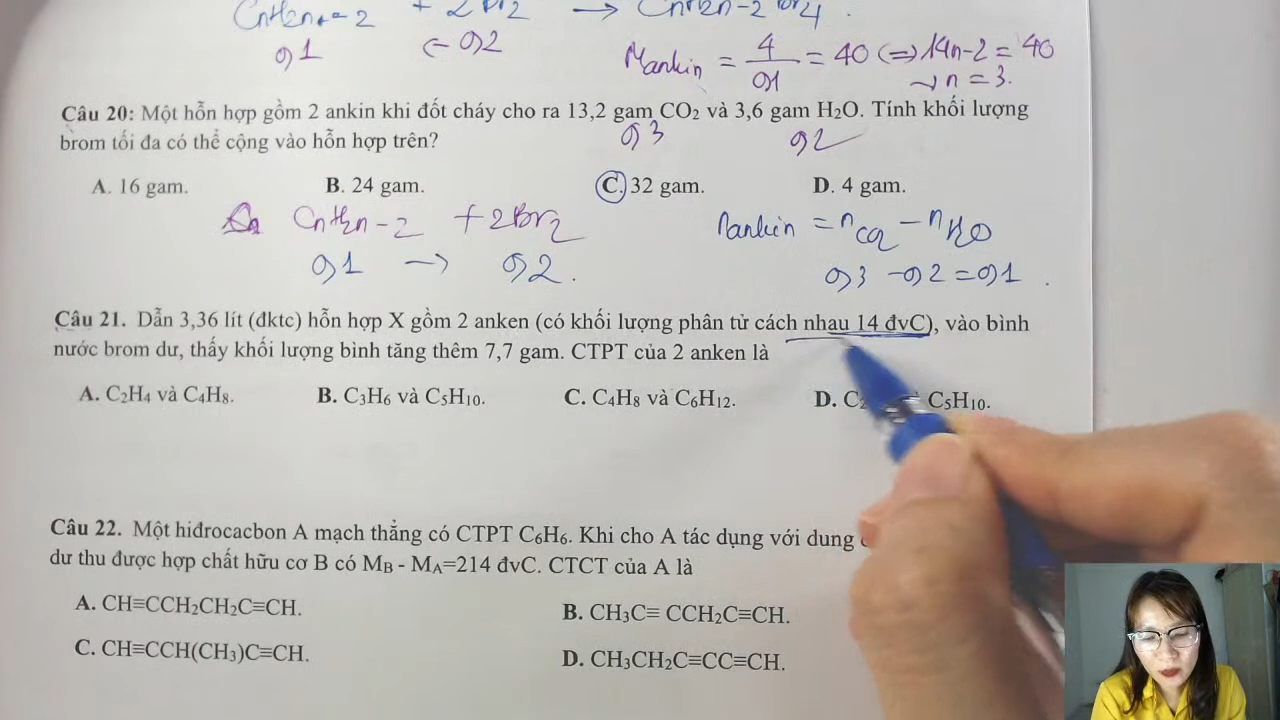 CnH2n+-2 + 2Br2 → CnH2n-2 Br4.
0,1 ← 0,2
Mankin = 4/0,1 = 40 ⇔ 14n-2 = 40
→ n = 3.
Câu 20: Một hỗn hợp gồm 2 ankin khi đốt cháy cho ra 13,2 gam CO2 và 3,6 gam H2O. Tính khối lượng
brom tối đa có thể cộng vào hỗn hợp trên?
0,3 0,2
A. 16 gam. B. 24 gam. C. 32 gam. D. 4 gam.
CnH2n-2 + 2Br2 nankin = nCO2 - nH2O
0,1 → 0,2. 0,3 - 0,2 = 0,1.
Câu 21. Dẫn 3,36 lít (đktc) hỗn hợp X gồm 2 anken (có khối lượng phân tử cách nhau 14 đvC), vào bình
nước brom dư, thấy khối lượng bình tăng thêm 7,7 gam. CTPT của 2 anken là
A. C2H4 và C4H8. B. C3H6 và C5H10. C. C4H8 và C6H12. D. C5H10.
Câu 22. Một hiđrocacbon A mạch thẳng có CTPT C6H6. Khi cho A tác dụng với dung
dư thu được hợp chất hữu cơ B có MB - MA=214 đvC. CTCT của A là
A. CH≡CCH2CH2C≡CH. B. CH3C≡ CCH2C≡CH.
C. CH≡CCH(CH3)C≡CH. D. CH3CH2C≡CC≡CH.